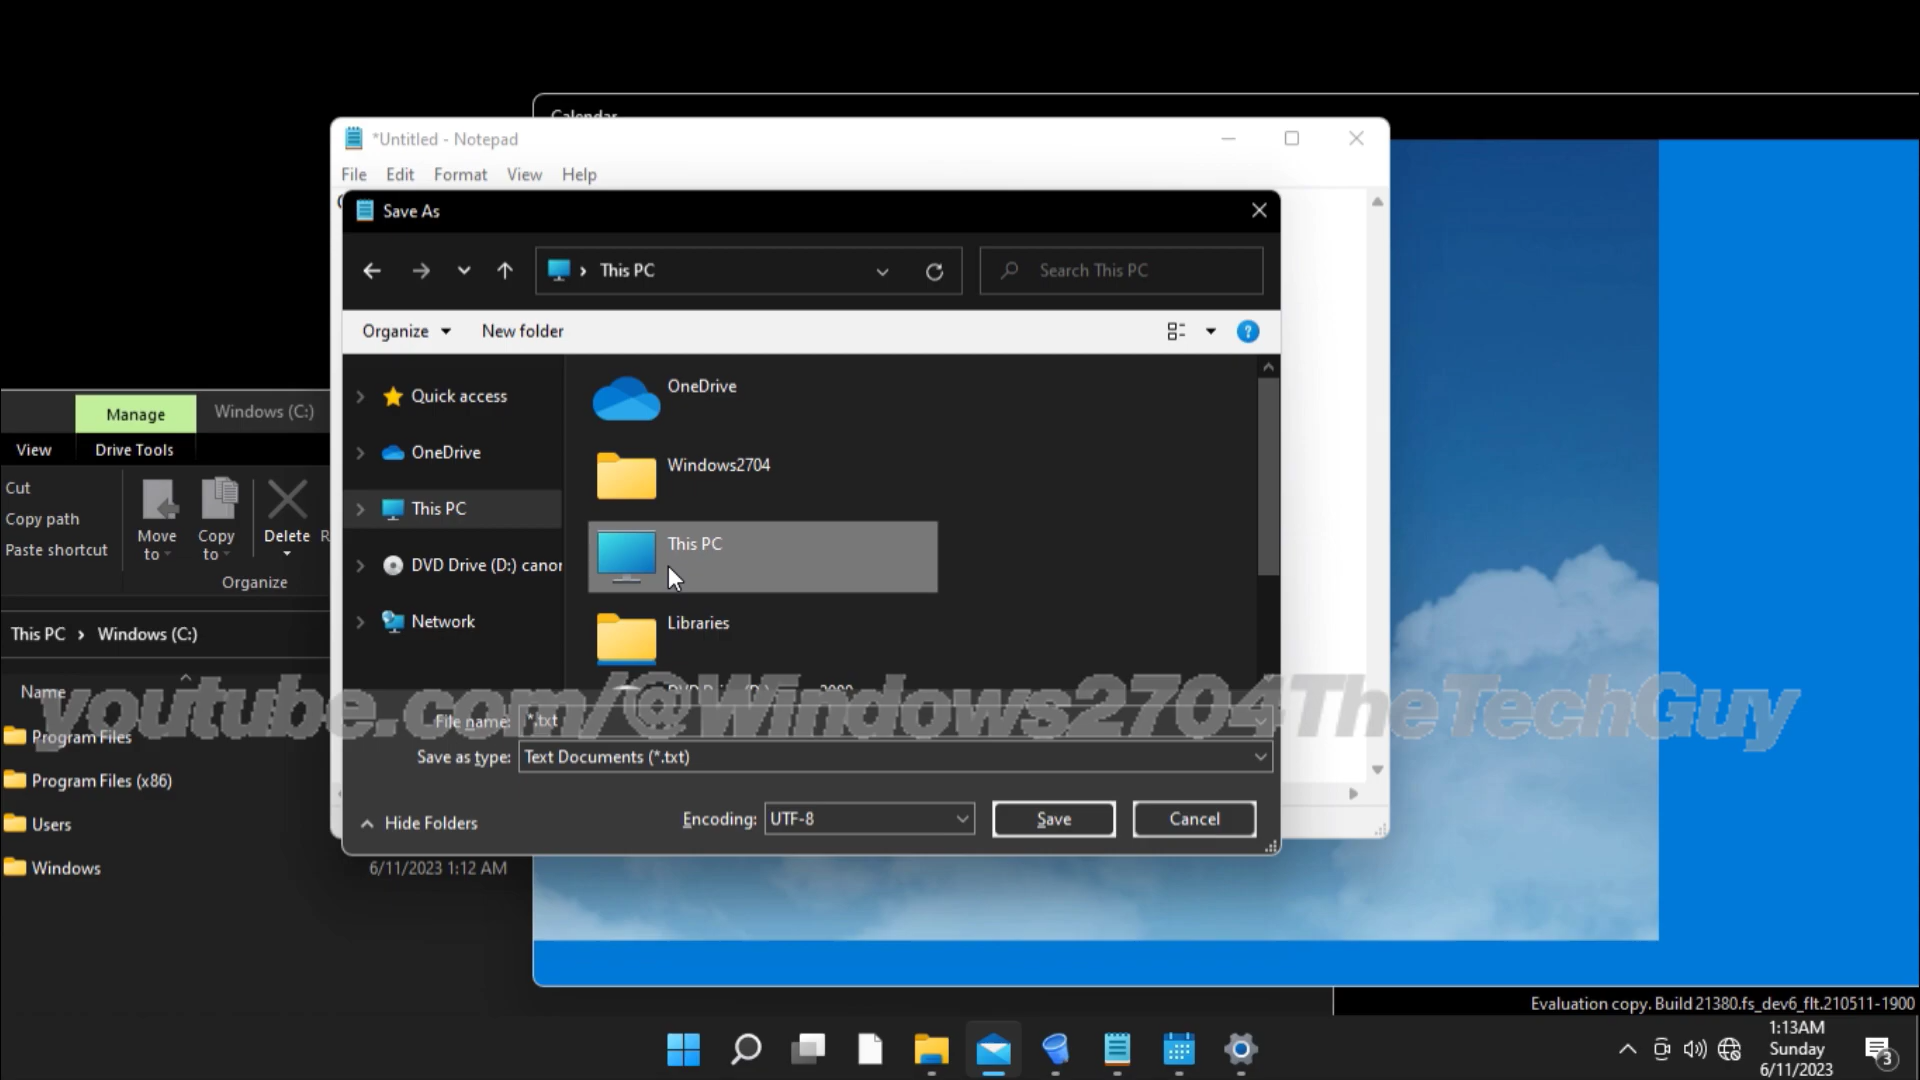 Calendar
*Untitled - Notepad
File Edit Format View Help
Save As
This PC
Search This PC
Organize New folder
Quick access
OneDrive
This PC
DVD Drive (D:) canon
Network
OneDrive
Windows2704
This PC
Libraries
File name: *.txt
Save as type: Text Documents (*.txt)
Hide Folders
Encoding: UTF-8
Save
Cancel
Manage Windows (C:)
View Drive Tools
Cut
Copy path
Paste shortcut
Move to
Copy to
Delete
Organize
This PC › Windows (C:)
Name
Program Files
Program Files (x86)
Users
Windows
6/11/2023 1:12 AM
youtube.com/@Windows2704TheTechGuy
Evaluation copy. Build 21380.fs_dev6_flt.210511-1900
1:13AM
Sunday
6/11/2023
3